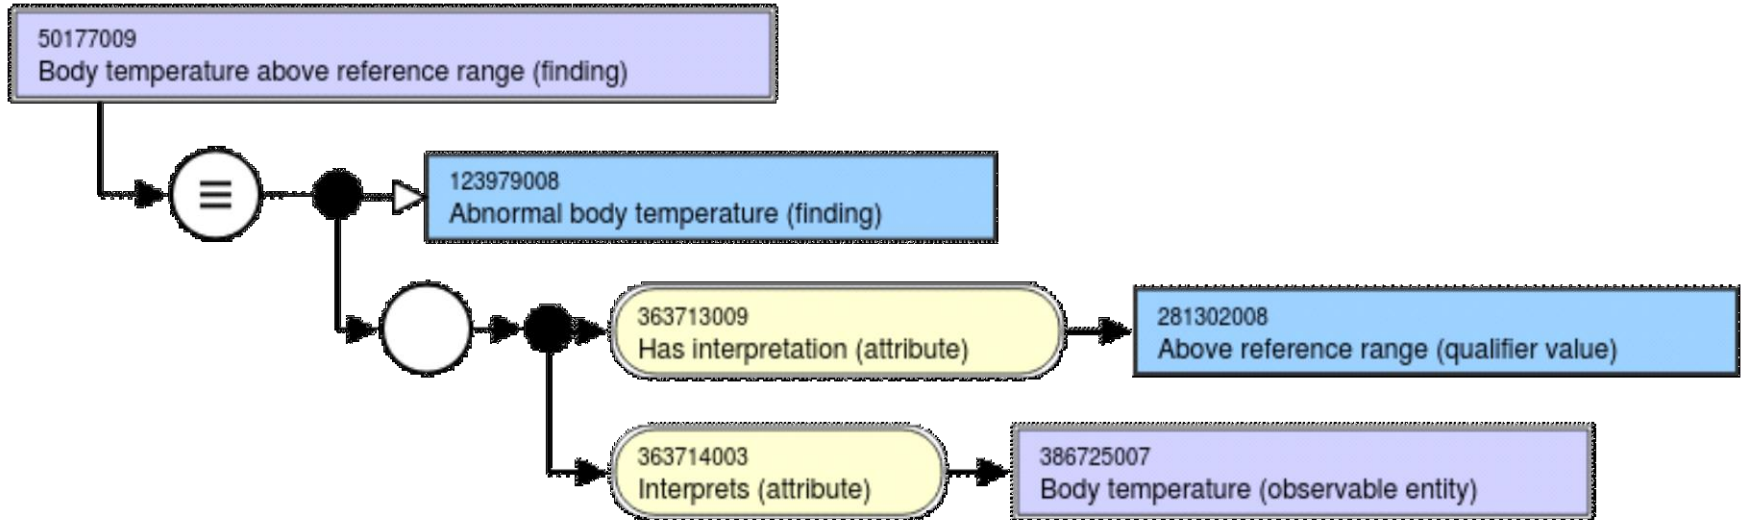 50177009
Body temperature above reference range (finding)
≡
123979008
Abnormal body temperature (finding)
363713009
Has interpretation (attribute)
281302008
Above reference range (qualifier value)
363714003
Interprets (attribute)
386725007
Body temperature (observable entity)